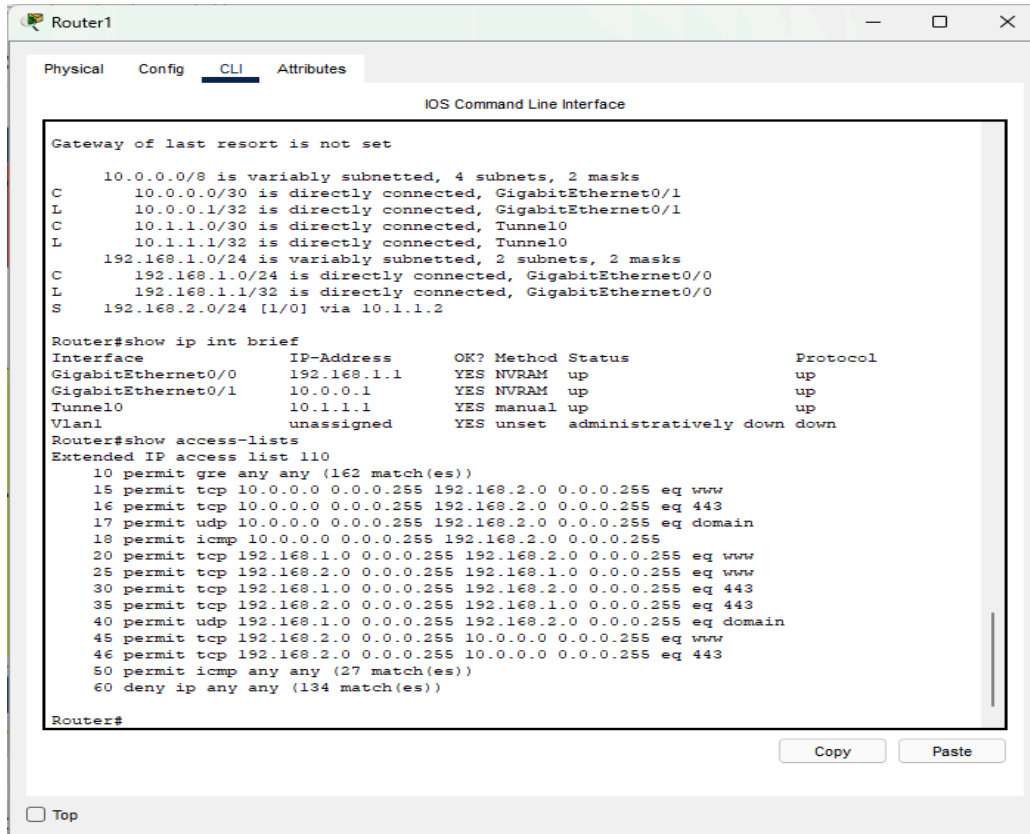 Router1
Physical Config CLI Attributes
IOS Command Line Interface
Gateway of last resort is not set
10.0.0.0/8 is variably subnetted, 4 subnets, 2 masks
C 10.0.0.0/30 is directly connected, GigabitEthernet0/1
L 10.0.0.1/32 is directly connected, GigabitEthernet0/1
C 10.1.1.0/30 is directly connected, Tunnel0
L 10.1.1.1/32 is directly connected, Tunnel0
192.168.1.0/24 is variably subnetted, 2 subnets, 2 masks
C 192.168.1.0/24 is directly connected, GigabitEthernet0/0
L 192.168.1.1/32 is directly connected, GigabitEthernet0/0
S 192.168.2.0/24 [1/0] via 10.1.1.2
Router#show ip int brief
Interface IP-Address OK? Method Status Protocol
GigabitEthernet0/0 192.168.1.1 YES NVRAM up up
GigabitEthernet0/1 10.0.0.1 YES NVRAM up up
Tunnel0 10.1.1.1 YES manual up up
Vlan1 unassigned YES unset administratively down down
Router#show access-lists
Extended IP access list 110
10 permit gre any any (162 match(es))
15 permit tcp 10.0.0.0 0.0.0.255 192.168.2.0 0.0.0.255 eq www
16 permit tcp 10.0.0.0 0.0.0.255 192.168.2.0 0.0.0.255 eq 443
17 permit udp 10.0.0.0 0.0.0.255 192.168.2.0 0.0.0.255 eq domain
18 permit icmp 10.0.0.0 0.0.0.255 192.168.2.0 0.0.0.255
20 permit tcp 192.168.1.0 0.0.0.255 192.168.2.0 0.0.0.255 eq www
25 permit tcp 192.168.2.0 0.0.0.255 192.168.1.0 0.0.0.255 eq www
30 permit tcp 192.168.1.0 0.0.0.255 192.168.2.0 0.0.0.255 eq 443
35 permit tcp 192.168.2.0 0.0.0.255 192.168.1.0 0.0.0.255 eq 443
40 permit udp 192.168.1.0 0.0.0.255 192.168.2.0 0.0.0.255 eq domain
45 permit tcp 192.168.2.0 0.0.0.255 10.0.0.0 0.0.0.255 eq www
46 permit tcp 192.168.2.0 0.0.0.255 10.0.0.0 0.0.0.255 eq 443
50 permit icmp any any (27 match(es))
60 deny ip any any (134 match(es))
Router#
Copy Paste
Top